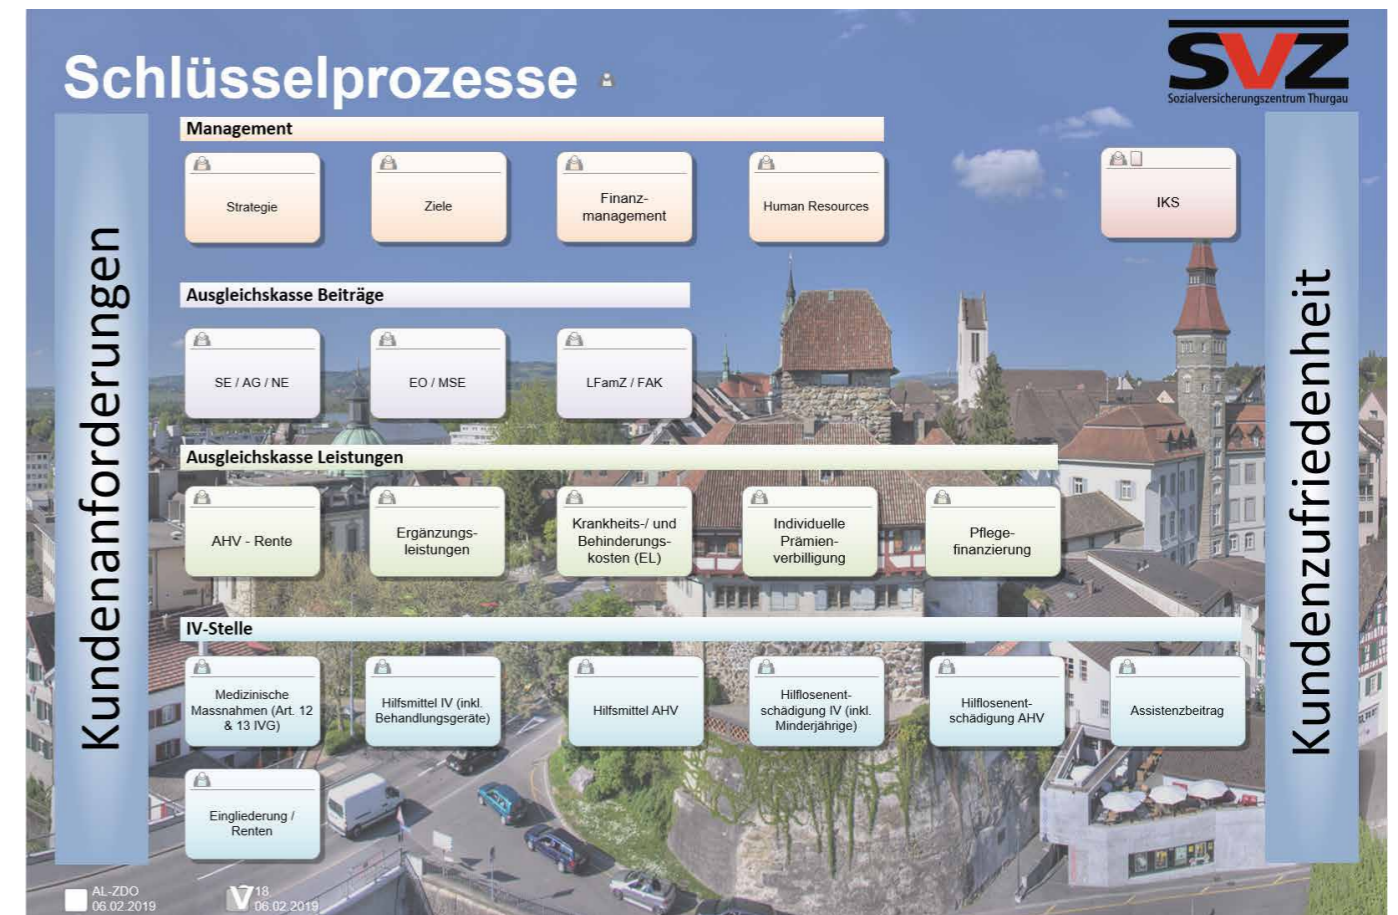 Schlüsselprozesse
SVZ
Sozialversicherungszentrum Thurgau
Kundenanforderungen
Management
Strategie
Ziele
Finanz-
management
Human Resources
IKS
Ausgleichskasse Beiträge
SE / AG / NE
EO / MSE
LFamZ / FAK
Ausgleichskasse Leistungen
AHV - Rente
Ergänzungs-
leistungen
Krankheits-/ und
Behinderungs-
kosten (EL)
Individuelle
Prämien-
verbilligung
Pflege-
finanzierung
IV-Stelle
Medizinische
Massnahmen (Art. 12
& 13 IVG)
Hilfsmittel IV (inkl.
Behandlungsgeräte)
Hilfsmittel AHV
Hilflosenent-
schädigung IV (inkl.
Minderjährige)
Hilflosenent-
schädigung AHV
Assistenzbeitrag
Eingliederung /
Renten
Kundenzufriedenheit
AL-ZDO
06.02.2019
V 18
06.02.2019